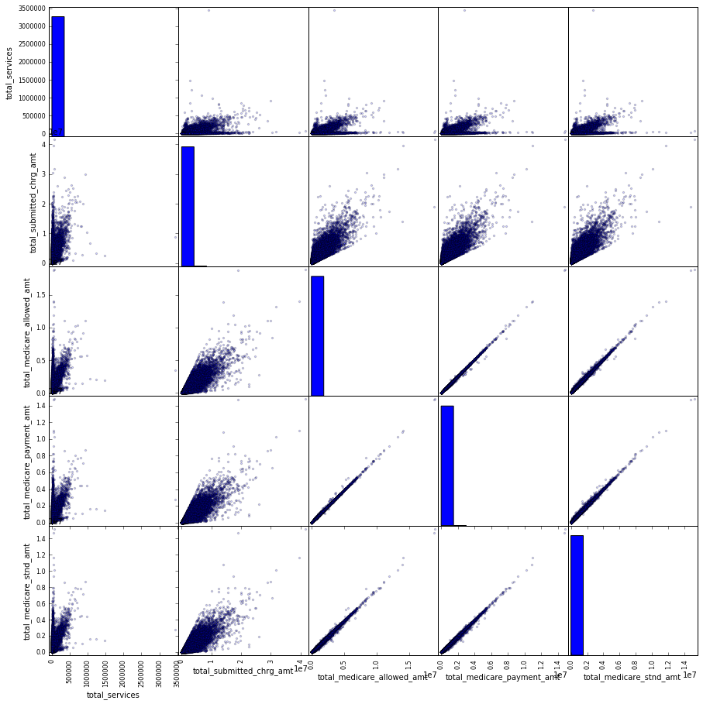 3500000
3000000
2500000
2000000
1500000
1000000
500000
0
total_services
4
3
2
1
0
total_submitted_chrg_amt
1.5
1.0
0.5
0.0
total_medicare_allowed_amt
1.4
1.2
1.0
0.8
0.6
0.4
0.2
0.0
total_medicare_payment_amt
1.4
1.2
1.0
0.8
0.6
0.4
0.2
0.0
total_medicare_stnd_amt
0 500000 1000000 1500000 2000000 2500000 3000000
total_services
0 1 2 3 4
total_submitted_chrg_amt 1e7
0.0 0.5 1.0 1.5
total_medicare_allowed_amt 1e7
0.0 0.2 0.4 0.6 0.8 1.0 1.2 1.4
total_medicare_payment_amt 1e7
0.0 0.2 0.4 0.6 0.8 1.0 1.2 1.4
total_medicare_stnd_amt 1e7